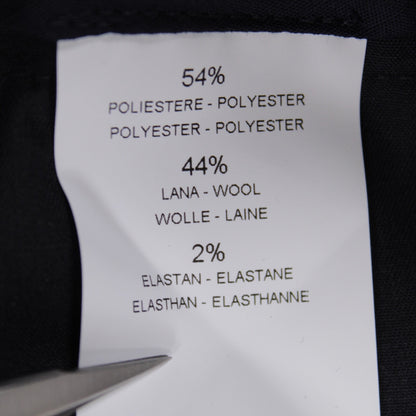 54%
POLIESTERE - POLYESTER
POLYESTER - POLYESTER
44%
LANA - WOOL
WOLLE - LAINE
2%
ELASTAN - ELASTANE
ELASTHAN - ELASTHANNE